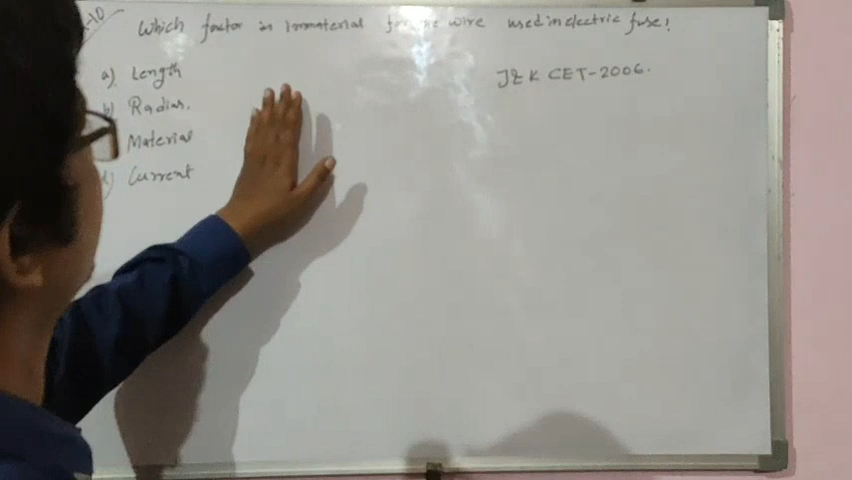 Which factor is Immaterial for the wire used in electric fuse?
a) Length
J&K CET-2006.
b) Radius.
Material
d) Current